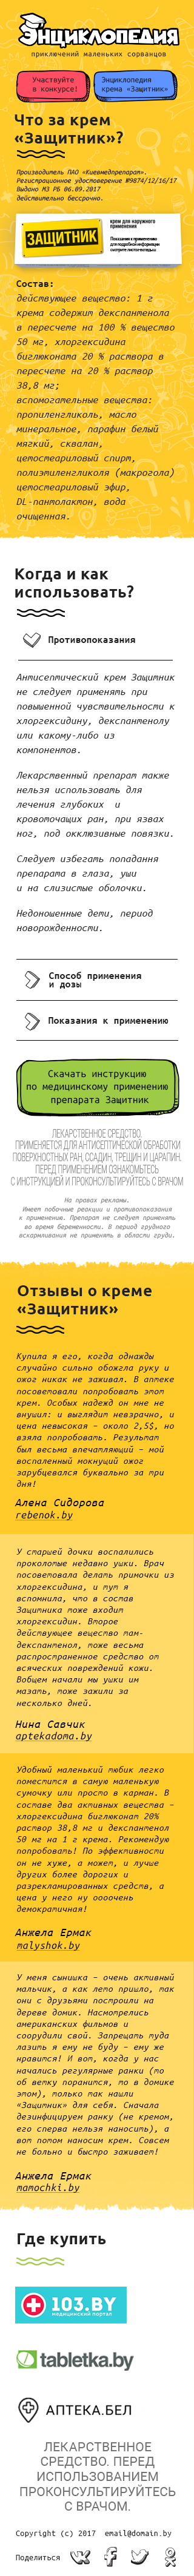 Энциклопедия
приключений маленьких сорванцов
Участвуйте
в конкурсе!
Энциклопедия
крема «Защитник»
Что за крем
«Защитник»?
Производитель ПАО «Киевмедпрепарат».
Регистрационное удостоверение №9874/12/16/17
Выдано МЗ РБ 06.09.2017
действительно бессрочно.
ЗАЩИТНИК
крем для наружного
применения
Состав:
действующее вещество: 1 г
крема содержит декспантенола
в пересчете на 100 % вещество
50 мг, хлоргексидина
биглюконата 20 % раствора в
пересчете на 20 % раствор
38,8 мг;
вспомогательные вещества:
пропиленгликоль, масло
минеральное, парафин белый
мягкий, сквалан,
цетостеариловый спирт,
полиэтиленгликоля (макрогола)
цетостеариловый эфир,
DL-пантолактон, вода
очищенная.
Когда и как
использовать?
Противопоказания
Антисептический крем Защитник
не следует применять при
повышенной чувствительности к
хлоргексидину, декспантенолу
или какому-либо из
компонентов.
Лекарственный препарат также
нельзя использовать для
лечения глубоких и
кровоточащих ран, при язвах
ног, под окклюзивные повязки.
Следует избегать попадания
препарата в глаза, уши
и на слизистые оболочки.
Недоношенные дети, период
новорожденности.
Способ применения
и дозы
Показания к применению
Скачать инструкцию
по медицинскому применению
препарата Защитник
ЛЕКАРСТВЕННОЕ СРЕДСТВО.
ПРИМЕНЯЕТСЯ ДЛЯ АНТИСЕПТИЧЕСКОЙ ОБРАБОТКИ
ПОВЕРХНОСТНЫХ РАН, ССАДИН, ТРЕЩИН И ЦАРАПИН.
ПЕРЕД ПРИМЕНЕНИЕМ ОЗНАКОМЬТЕСЬ
С ИНСТРУКЦИЕЙ И ПРОКОНСУЛЬТИРУЙТЕСЬ С ВРАЧОМ
На правах рекламы.
Имеет побочные реакции и противопоказания
к применению. Препарат не следует применять
во время беременности. В период грудного
вскармливания не применять в области груди.
Отзывы о креме
«Защитник»
Купила я его, когда однажды
случайно сильно обожгла руку и
ожог никак не заживал. В аптеке
посоветовали попробовать этот
крем. Особых надежд он мне не
внушил: и выглядит невзрачно, и
цена невысокая – около 2,5$, но
взяла попробовать. Результат
был весьма впечатляющий – мой
воспаленный мокнущий ожог
зарубцевался буквально за три
дня!
Алена Сидорова
rebenok.by
У старшей дочки воспалились
проколотые недавно ушки. Врач
посоветовала делать примочки из
хлоргексидина, и тут я
вспомнила, что в состав
Защитника тоже входит
хлоргексидин. Второе
действующее вещество там-
декспантенол, тоже весьма
распространенное средство от
всяческих повреждений кожи.
Вобщем начали мы ушки им
мазать, тоже зажили за
несколько дней.
Нина Савчик
aptekadoma.by
Удобный маленький тюбик легко
поместится в самую маленькую
сумочку или просто в карман. В
составе два активных вещества –
хлоргексидина биглюконат 20%
раствор 38,8 мг и декспантенол
50 мг на 1 г крема. Рекомендую
попробовать! По эффективности
он не хуже, а может, и лучше
других более дорогих и
разрекламированных средств, а
цена у него ну ооооочень
демократичная!
Анжела Ермак
malyshok.by
У меня сынишка – очень активный
мальчик, а как лето пришло, так
они с друзьями построили на
дереве домик. Насмотрелись
американских фильмов и
соорудили свой. Запрещать туда
лазить я ему не буду – ему же
нравится! И вот, когда у нас
начались регулярные ранки (то
об ветку поранится, то в домике
этом), только так нашли
«Защитник» для себя. Сначала
дезинфицируем ранку (не кремом,
его сперва нельзя наносить), а
вот потом наносим крем. Совсем
не больно и быстро заживает!
Анжела Ермак
mamochki.by
Где купить
103.BY
медицинский портал
tabletka.by
АПТЕКА.БЕЛ
ЛЕКАРСТВЕННОЕ
СРЕДСТВО. ПЕРЕД
ИСПОЛЬЗОВАНИЕМ
ПРОКОНСУЛЬТИРУЙТЕСЬ
С ВРАЧОМ.
Copyright (c) 2017 email@domain.by
Поделиться